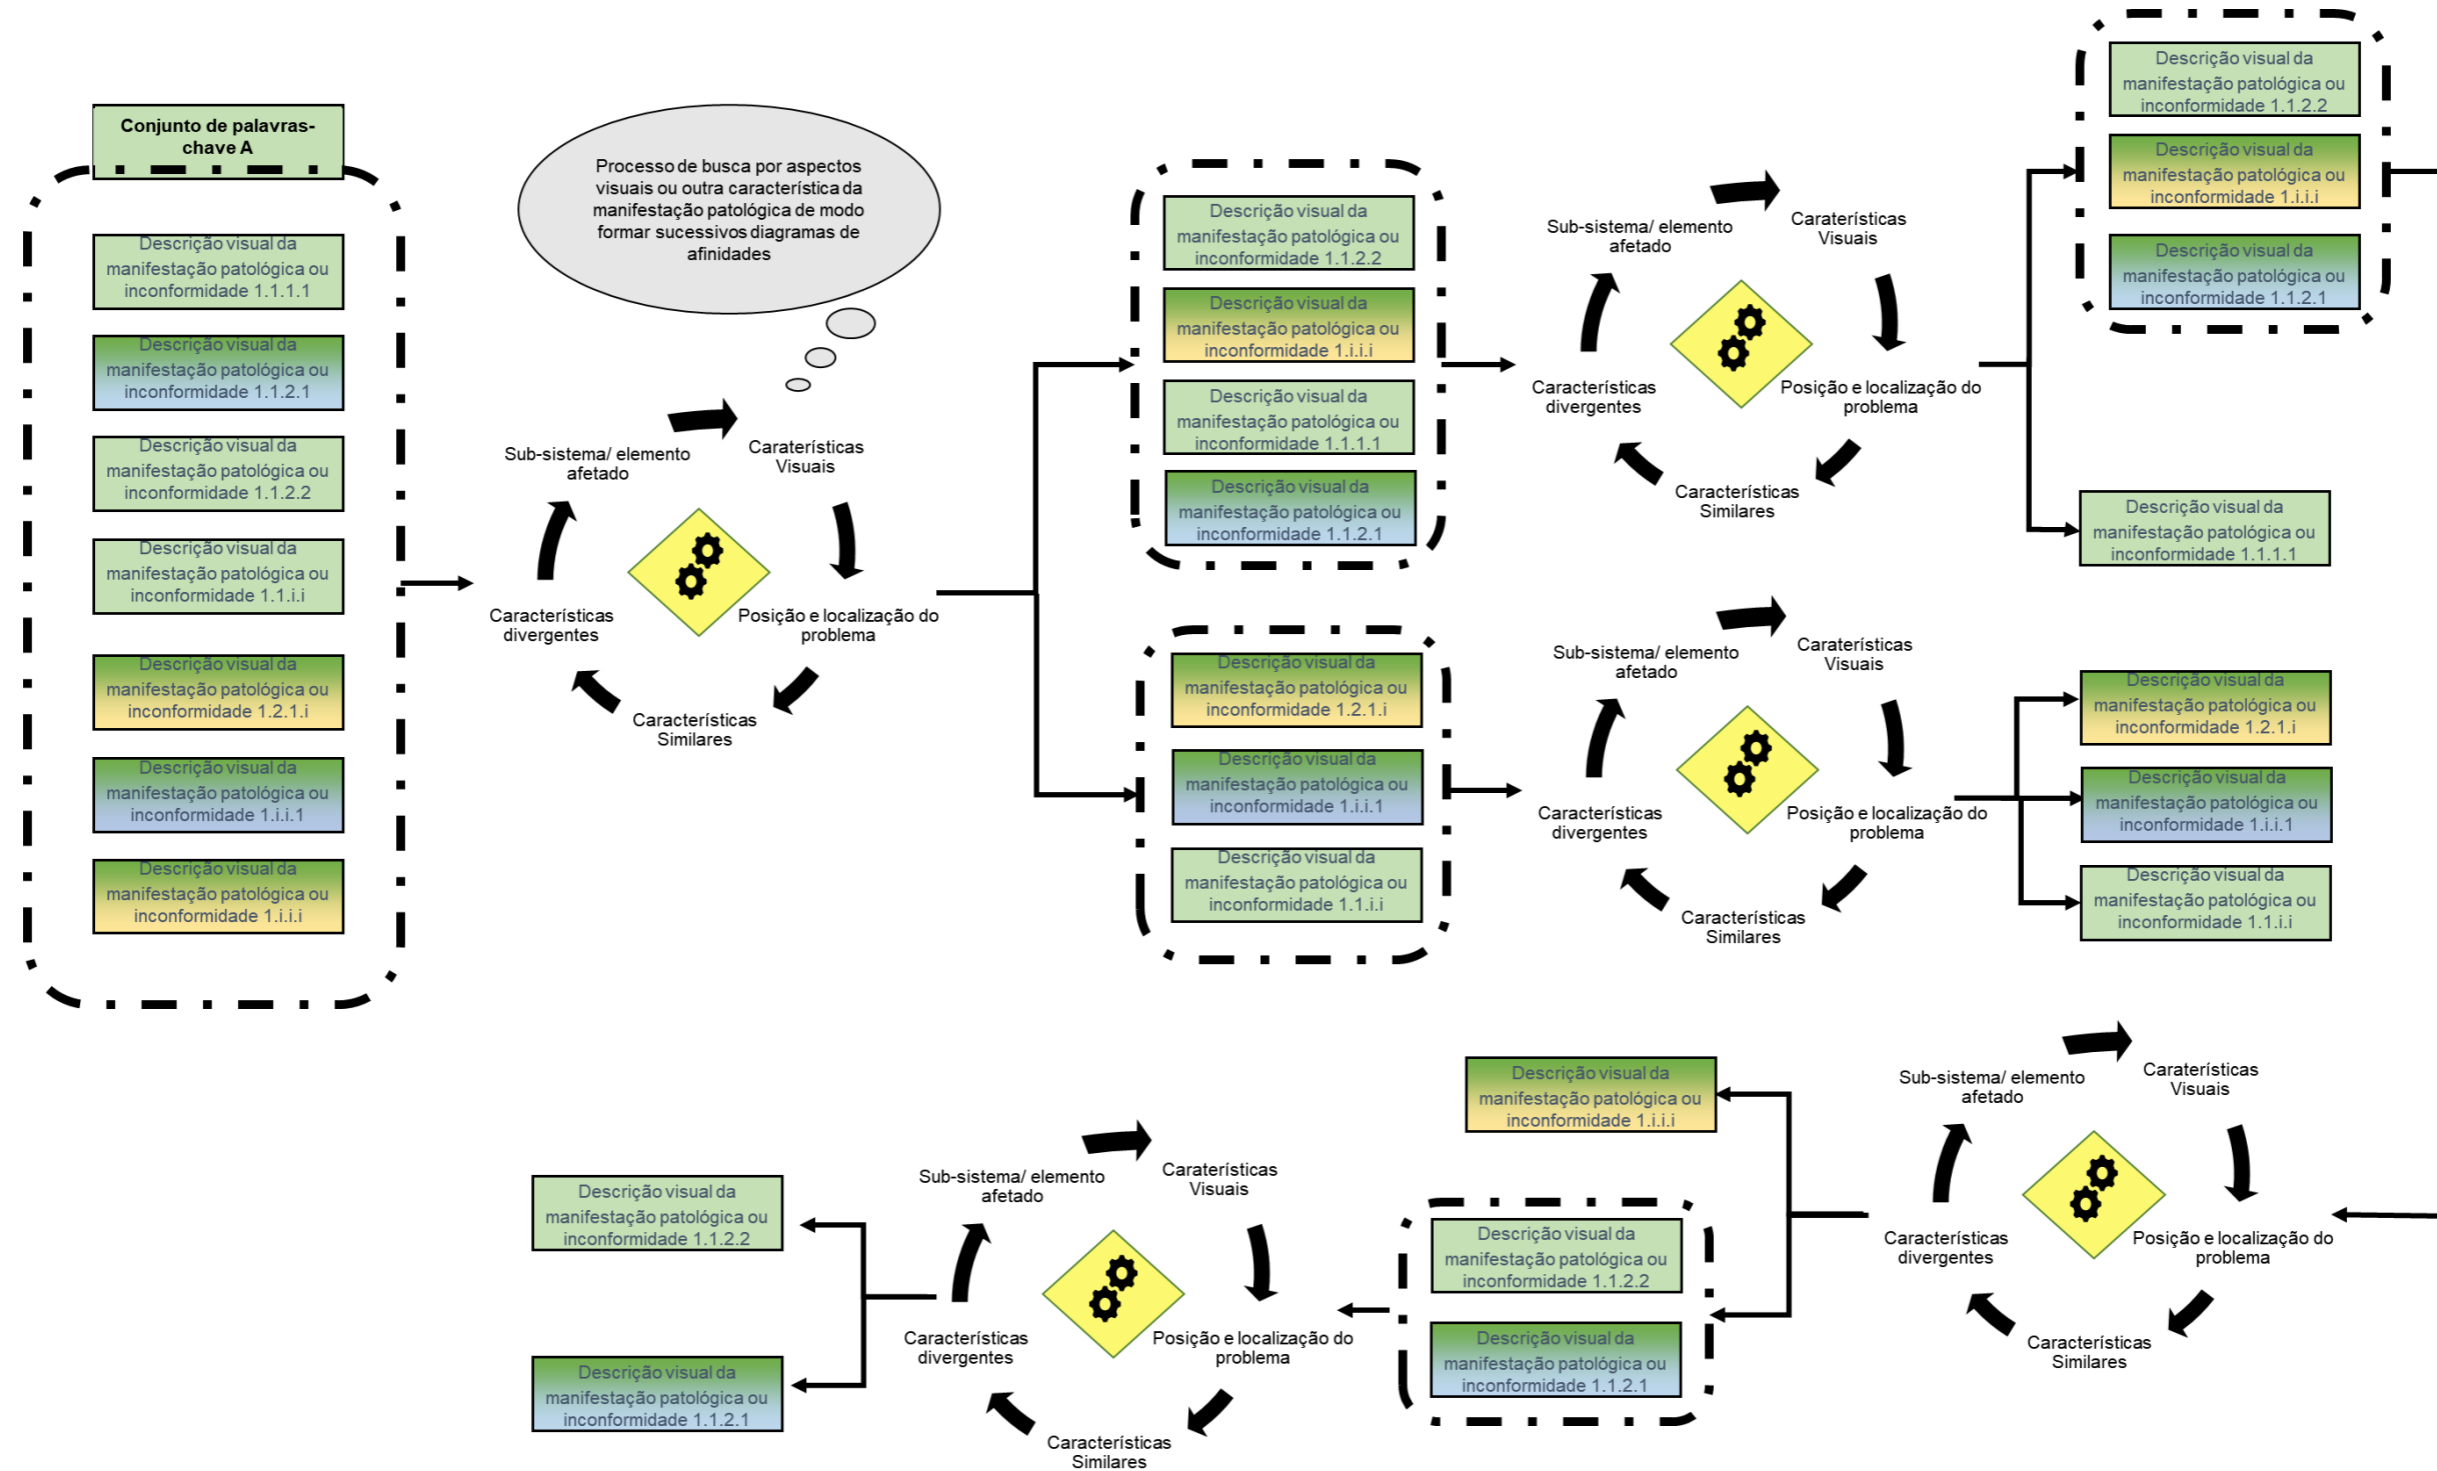 Conjunto de palavras-
chave A
Descrição visual da
manifestação patológica ou
inconformidade 1.1.1.1
Descrição visual da
manifestação patológica ou
inconformidade 1.1.2.1
Descrição visual da
manifestação patológica ou
inconformidade 1.1.2.2
Descrição visual da
manifestação patológica ou
inconformidade 1.1.i.i
Descrição visual da
manifestação patológica ou
inconformidade 1.2.1.i
Descrição visual da
manifestação patológica ou
inconformidade 1.i.i.1
Descrição visual da
manifestação patológica ou
inconformidade 1.i.i.i
Processo de busca por aspectos
visuais ou outra característica da
manifestação patológica de modo
formar sucessivos diagramas de
afinidades
Sub-sistema/ elemento
afetado
Caraterísticas
Visuais
Posição e localização do
problema
Características
Similares
Características
divergentes
Descrição visual da
manifestação patológica ou
inconformidade 1.1.2.2
Descrição visual da
manifestação patológica ou
inconformidade 1.i.i.i
Descrição visual da
manifestação patológica ou
inconformidade 1.1.1.1
Descrição visual da
manifestação patológica ou
inconformidade 1.1.2.1
Descrição visual da
manifestação patológica ou
inconformidade 1.2.1.i
Descrição visual da
manifestação patológica ou
inconformidade 1.i.i.1
Descrição visual da
manifestação patológica ou
inconformidade 1.1.i.i
Sub-sistema/ elemento
afetado
Caraterísticas
Visuais
Posição e localização do
problema
Características
Similares
Características
divergentes
Descrição visual da
manifestação patológica ou
inconformidade 1.1.2.2
Descrição visual da
manifestação patológica ou
inconformidade 1.i.i.i
Descrição visual da
manifestação patológica ou
inconformidade 1.1.2.1
Descrição visual da
manifestação patológica ou
inconformidade 1.1.1.1
Sub-sistema/ elemento
afetado
Caraterísticas
Visuais
Posição e localização do
problema
Características
Similares
Características
divergentes
Descrição visual da
manifestação patológica ou
inconformidade 1.2.1.i
Descrição visual da
manifestação patológica ou
inconformidade 1.i.i.1
Descrição visual da
manifestação patológica ou
inconformidade 1.1.i.i
Sub-sistema/ elemento
afetado
Caraterísticas
Visuais
Posição e localização do
problema
Características
Similares
Características
divergentes
Descrição visual da
manifestação patológica ou
inconformidade 1.i.i.i
Descrição visual da
manifestação patológica ou
inconformidade 1.1.2.2
Descrição visual da
manifestação patológica ou
inconformidade 1.1.2.1
Sub-sistema/ elemento
afetado
Caraterísticas
Visuais
Posição e localização do
problema
Características
Similares
Características
divergentes
Descrição visual da
manifestação patológica ou
inconformidade 1.1.2.2
Descrição visual da
manifestação patológica ou
inconformidade 1.1.2.1